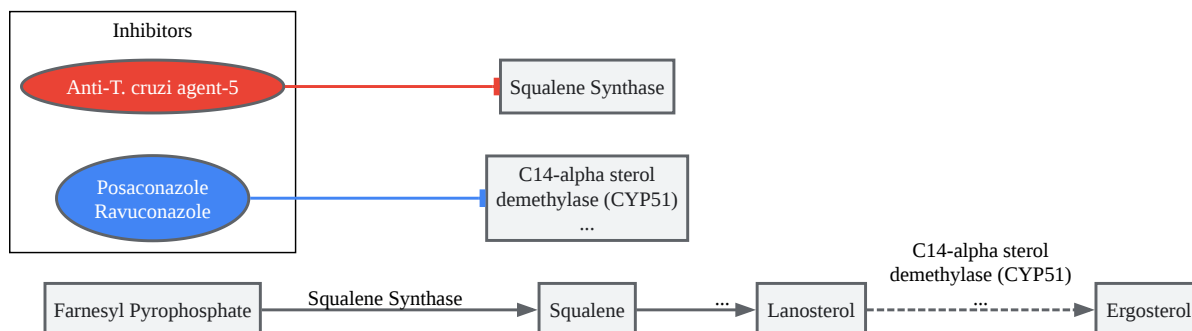 Inhibitors
Anti-T. cruzi agent-5
Squalene Synthase
Posaconazole
Ravuconazole
C14-alpha sterol
demethylase (CYP51)
...
Farnesyl Pyrophosphate
Squalene Synthase
Squalene
...
Lanosterol
C14-alpha sterol
demethylase (CYP51)
...
Ergosterol